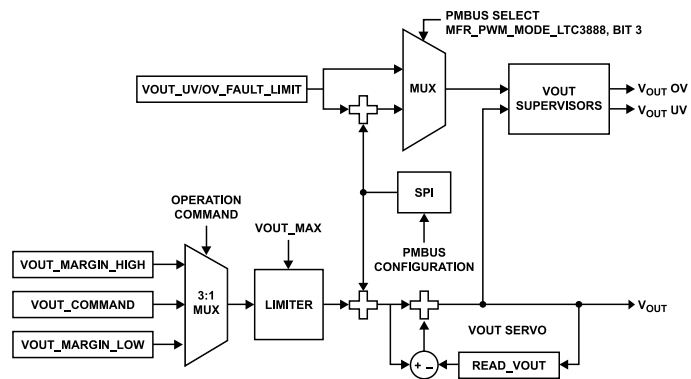 PMBUS SELECT
MFR_PWM_MODE_LTC3888, BIT 3
VOUT_UV/OV_FAULT_LIMIT
MUX
VOUT
SUPERVISORS
VOUT OV
VOUT UV
SPI
OPERATION
COMMAND
VOUT_MAX
PMBUS
CONFIGURATION
VOUT_MARGIN_HIGH
VOUT_COMMAND
VOUT_MARGIN_LOW
3:1
MUX
LIMITER
VOUT
VOUT SERVO
+ −
READ_VOUT